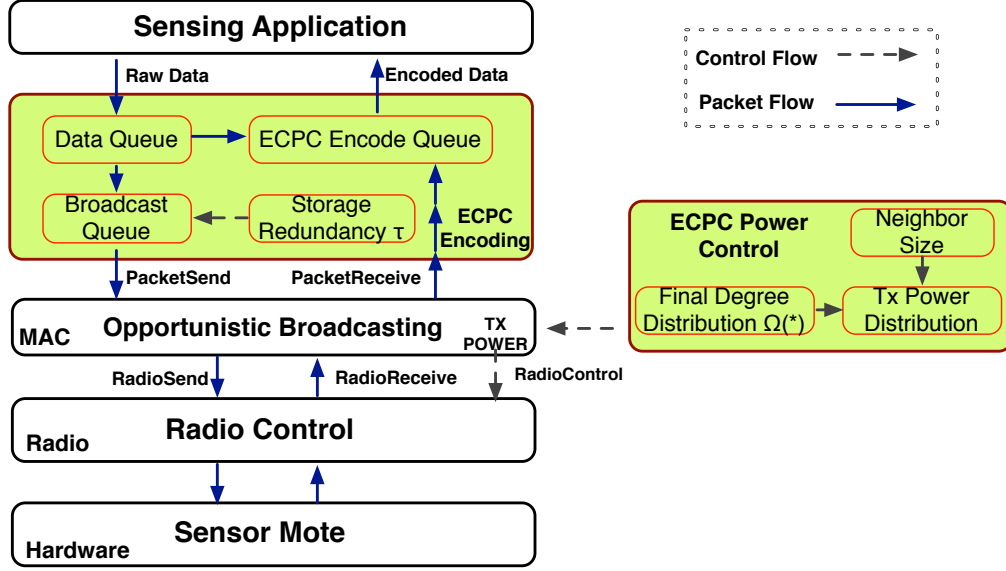 Sensing Application
Raw Data
Encoded Data
Data Queue
ECPC Encode Queue
Broadcast
Queue
Storage
Redundancy τ
ECPC
Encoding
PacketSend
PacketReceive
MAC
Opportunistic Broadcasting
TX
POWER
RadioSend
RadioReceive
RadioControl
Radio
Radio Control
Hardware
Sensor Mote
Control Flow
Packet Flow
ECPC Power
Control
Neighbor
Size
Final Degree
Distribution Ω(*)
Tx Power
Distribution